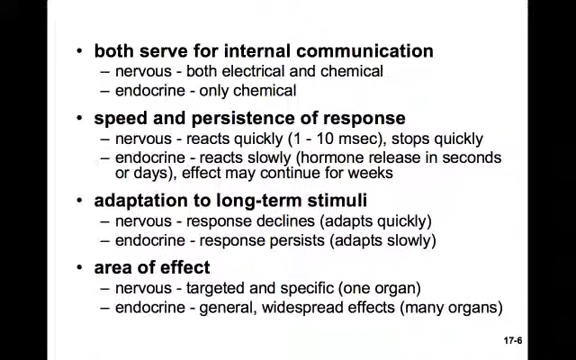 • both serve for internal communication
– nervous - both electrical and chemical
– endocrine - only chemical
• speed and persistence of response
– nervous - reacts quickly (1 - 10 msec), stops quickly
– endocrine - reacts slowly (hormone release in seconds
or days), effect may continue for weeks
• adaptation to long-term stimuli
– nervous - response declines (adapts quickly)
– endocrine - response persists (adapts slowly)
• area of effect
– nervous - targeted and specific (one organ)
– endocrine - general, widespread effects (many organs)
17-6